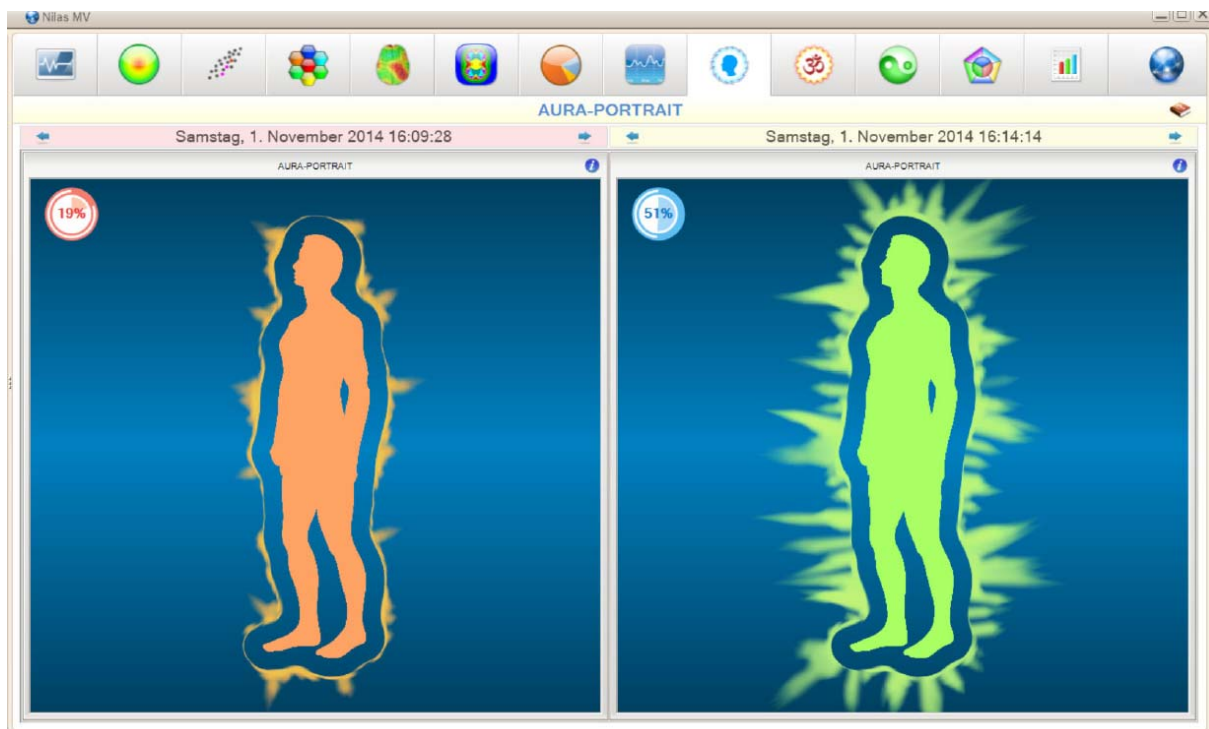 Nilas MV
AURA-PORTRAIT
Samstag, 1. November 2014 16:09:28
Samstag, 1. November 2014 16:14:14
AURA-PORTRAIT
AURA-PORTRAIT
19%
51%